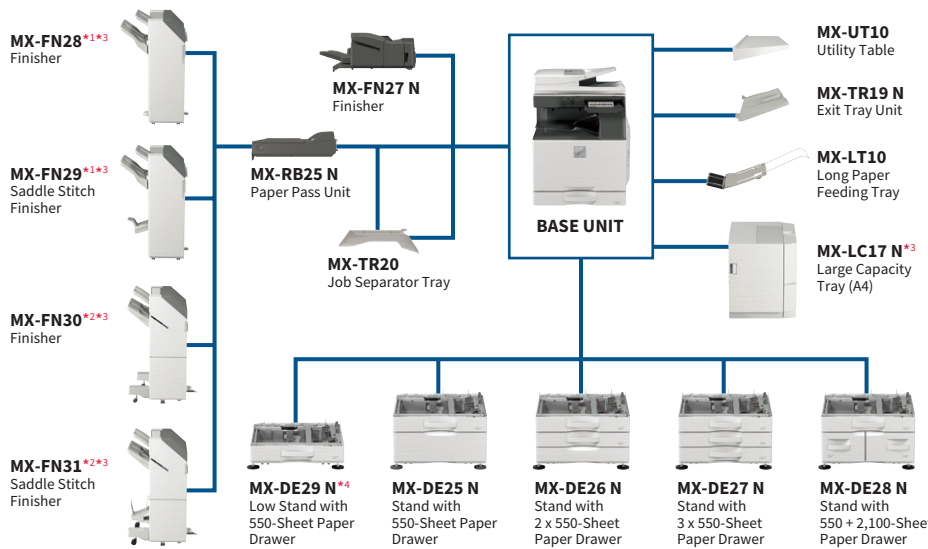 MX-FN28*1*3
Finisher
MX-FN29*1*3
Saddle Stitch
Finisher
MX-FN30*2*3
Finisher
MX-FN31*2*3
Saddle Stitch
Finisher
MX-FN27 N
Finisher
MX-RB25 N
Paper Pass Unit
MX-TR20
Job Separator Tray
BASE UNIT
MX-UT10
Utility Table
MX-TR19 N
Exit Tray Unit
MX-LT10
Long Paper
Feeding Tray
MX-LC17 N*3
Large Capacity
Tray (A4)
MX-DE29 N*4
Low Stand with
550-Sheet Paper
Drawer
MX-DE25 N
Stand with
550-Sheet Paper
Drawer
MX-DE26 N
Stand with
2 x 550-Sheet
Paper Drawer
MX-DE27 N
Stand with
3 x 550-Sheet
Paper Drawer
MX-DE28 N
Stand with
550 + 2,100-Shee
Paper Drawer